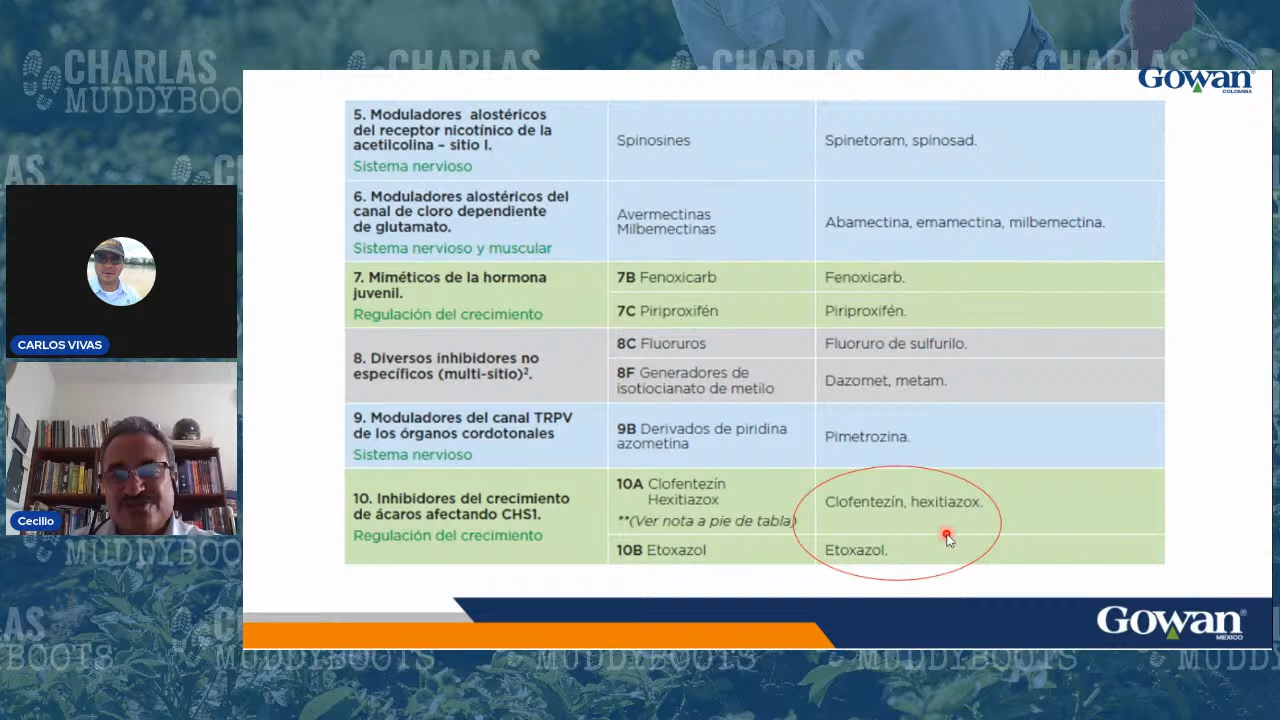 CHARLAS
MUDDYBOOTS
Gowan
COLOMBIA
5. Moduladores alostéricos
del receptor nicotínico de la
acetilcolina – sitio I.
Sistema nervioso
Spinosines
Spinetoram, spinosad.
6. Moduladores alostéricos del
canal de cloro dependiente
de glutamato.
Sistema nervioso y muscular
Avermectinas
Milbemectinas
Abamectina, emamectina, milbemectina.
7. Miméticos de la hormona
juvenil.
Regulación del crecimiento
7B Fenoxicarb
Fenoxicarb.
7C Piriproxifén
Piriproxifén.
8. Diversos inhibidores no
específicos (multi-sitio)².
8C Fluoruros
Fluoruro de sulfurilo.
8F Generadores de
isotiocianato de metilo
Dazomet, metam.
9. Moduladores del canal TRPV
de los órganos cordotonales
Sistema nervioso
9B Derivados de piridina
azometina
Pimetrozina.
10. Inhibidores del crecimiento
de ácaros afectando CHS1.
Regulación del crecimiento
10A Clofentezín
Hexitiazox
**(Ver nota a pie de tabla)
Clofentezín, hexitiazox.
10B Etoxazol
Etoxazol.
CARLOS VIVAS
Cecilio
Gowan
MEXICO
MUDDYBOOTS
AS
BOOTS
MUDDYBOOTS
MUDDYBOOTS
MUDDYBOOTS